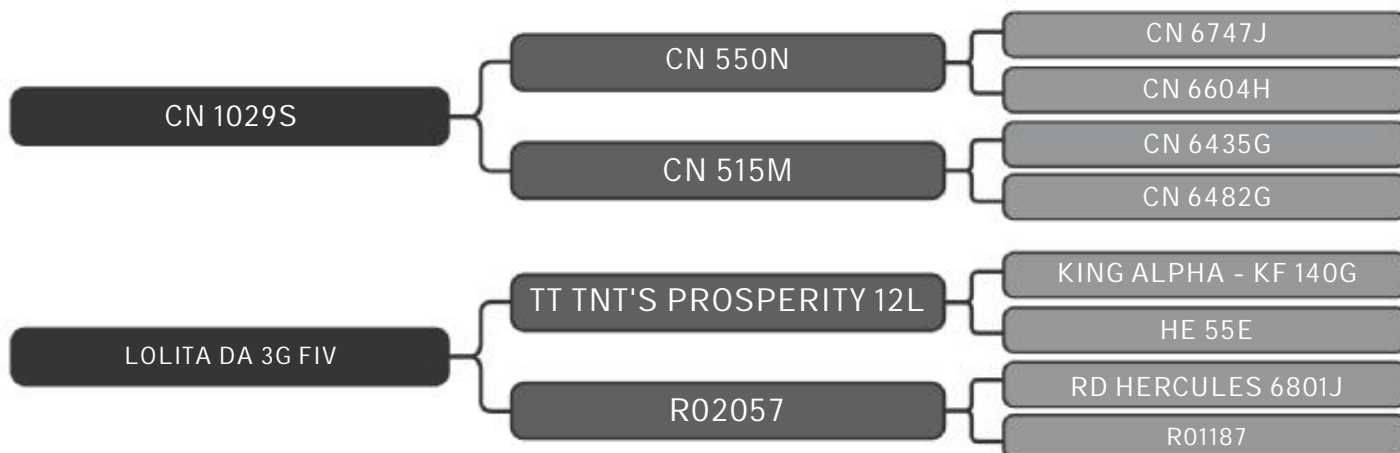 CN 1029S
CN 550N
CN 6747J
CN 6604H
CN 515M
CN 6435G
CN 6482G
LOLITA DA 3G FIV
TT TNT'S PROSPERITY 12L
KING ALPHA - KF 140G
HE 55E
R02057
RD HERCULES 6801J
R01187